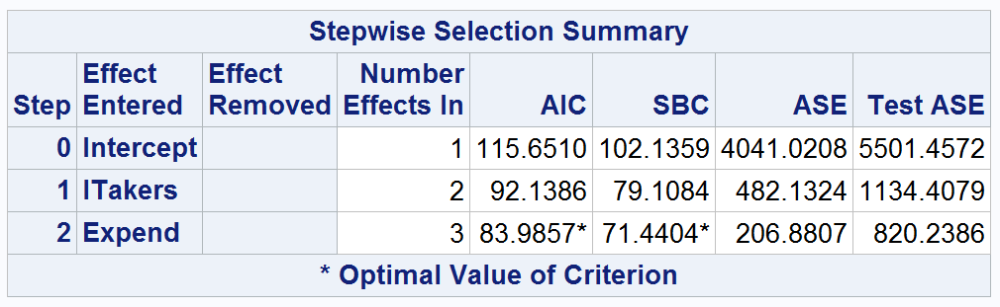 Stepwise Selection Summary
Step Effect Entered Effect Removed Number Effects In AIC SBC ASE Test ASE
0 Intercept 1 115.6510 102.1359 4041.0208 5501.4572
1 ITakers 2 92.1386 79.1084 482.1324 1134.4079
2 Expend 3 83.9857* 71.4404* 206.8807 820.2386
* Optimal Value of Criterion